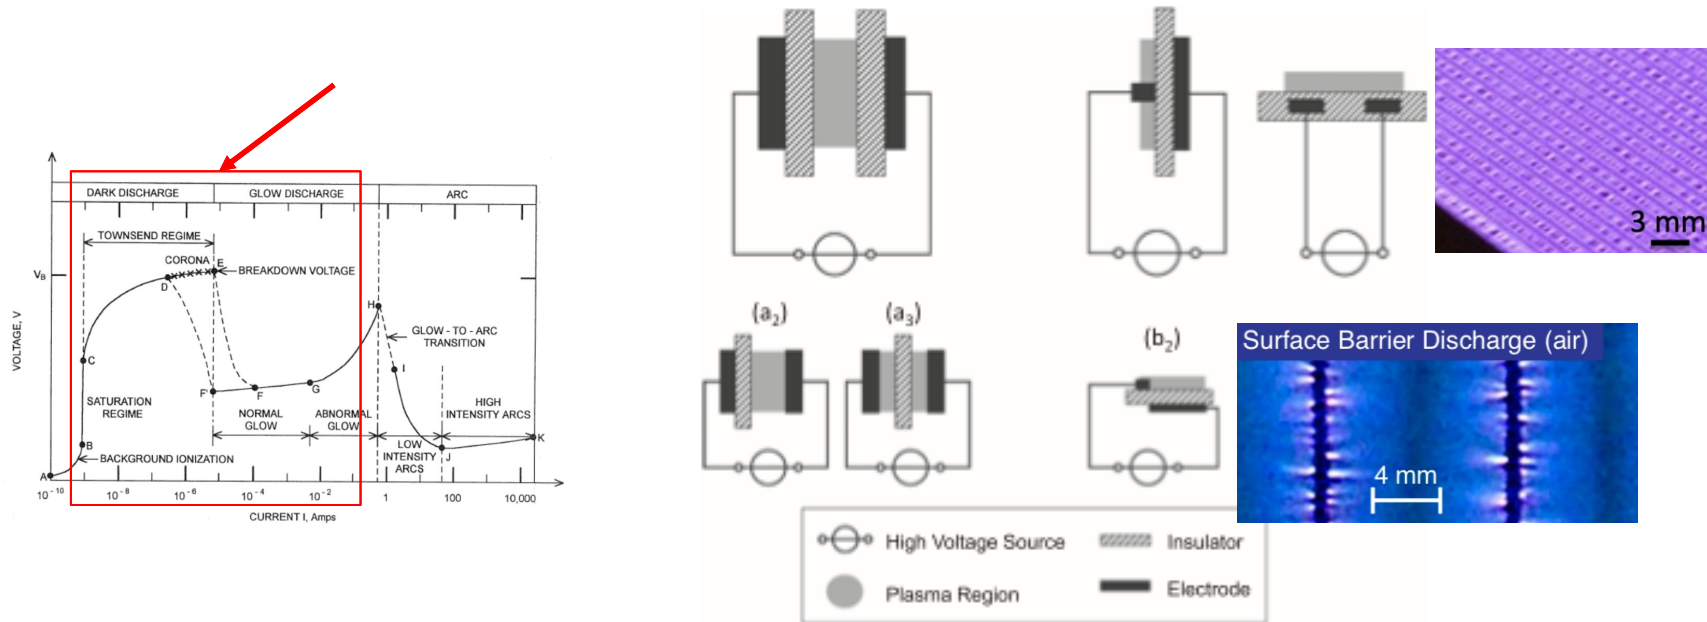 DARK DISCHARGE
GLOW DISCHARGE
ARC
TOWNSEND REGIME
CORONA
E
BREAKDOWN VOLTAGE
VB
D
H
GLOW - TO - ARC
TRANSITION
VOLTAGE, V
C
I
F'
F
G
SATURATION
REGIME
NORMAL
GLOW
ABNORMAL
GLOW
HIGH
INTENSITY ARCS
B
BACKGROUND IONIZATION
LOW
INTENSITY
ARCS
J
K
A
10-10
10-8
10-6
10-4
10-2
1
100
10,000
CURRENT I, Amps
3 mm
(a2)
(a3)
(b2)
Surface Barrier Discharge (air)
4 mm
High Voltage Source
Insulator
Plasma Region
Electrode